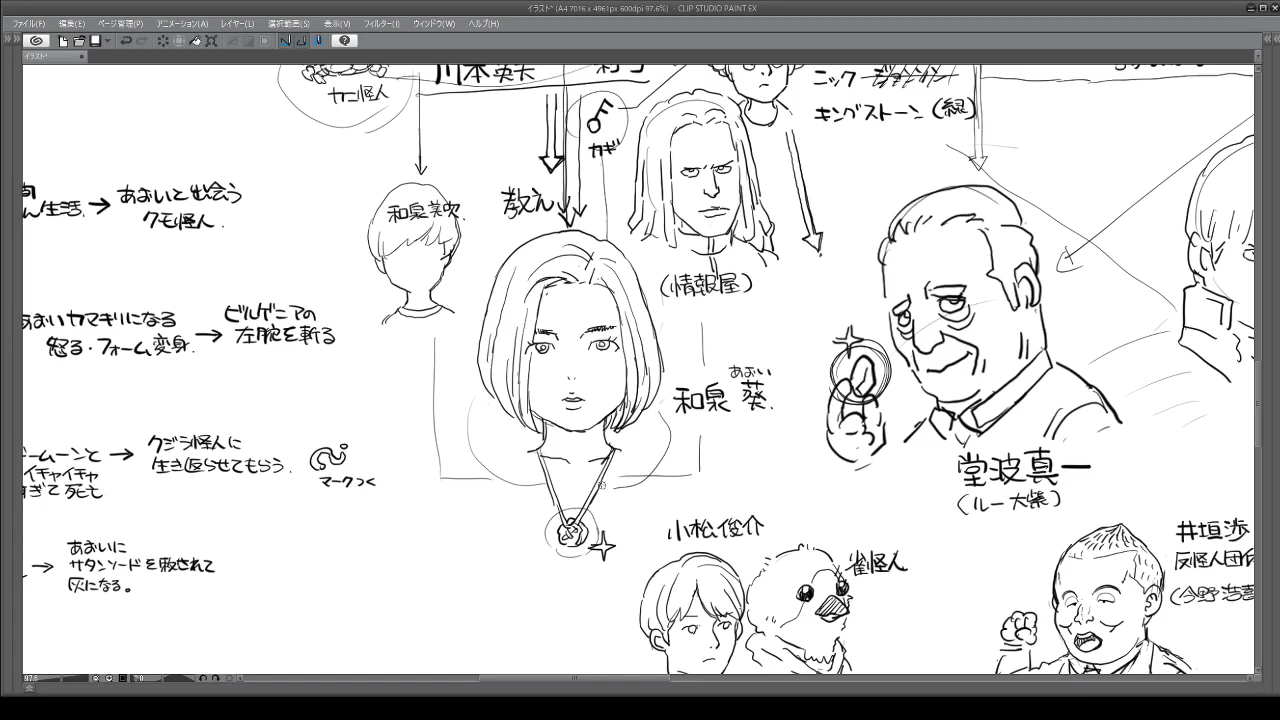 イラスト* (A4 7016 x 4961px 600dpi 97.6%) - CLIP STUDIO PAINT EX
ファイル(F) 編集(E) ページ管理(P) アニメーション(A) レイヤー(L) 選択範囲(S) 表示(V) フィルター(I) ウィンドウ(W) ヘルプ(H)
イラスト*
川本英夫
カニ怪人
カギ
ニック
キングストーン(緑)
生活. → あおいと出会う
クモ怪人.
和泉美咲.
教え
(情報屋)
あおいカマキリになる
怒る・フォーム変身. →
ビルゲニアの
左腕を斬る
あおい
和泉 葵.
堂波真一
(ルー大柴)
ームーンと
イチャイチャ
すぎて死亡
→ クジラ怪人に
生き返らせてもらう.
マークつく
→ あおいに
サタンソードを破されて
灰になる。
小松俊介
雀怪人
井垣渉
反怪人団体
(今野浩喜
97.6